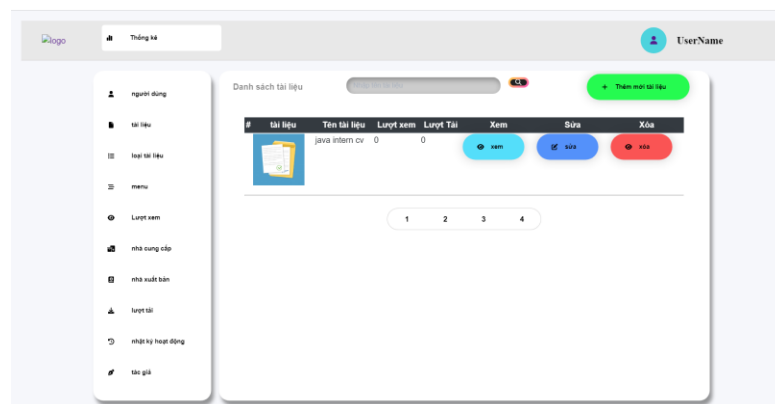 logo
Thống kê
UserName
người dùng
tài liệu
loại tài liệu
menu
Lượt xem
nhà cung cấp
nhà xuất bản
lượt tải
nhật ký hoạt động
tác giả
Danh sách tài liệu
+ Thêm mới tài liệu
# tài liệu Tên tài liệu Lượt xem Lượt Tải Xem Sửa Xóa
java intern cv 0 0 xem sửa xóa
1 2 3 4